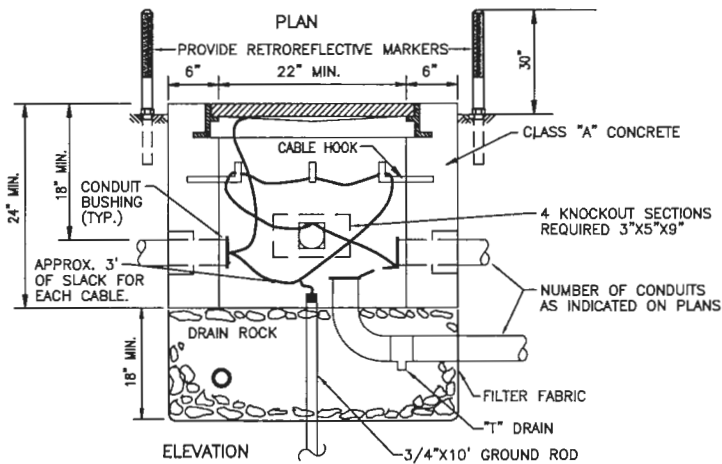 PLAN
PROVIDE RETROREFLECTIVE MARKERS
6"
22" MIN.
6"
30"
CLASS "A" CONCRETE
CABLE HOOK
24" MIN.
18" MIN.
CONDUIT
BUSHING
(TYP.)
4 KNOCKOUT SECTIONS
REQUIRED 3"X5"X9"
APPROX. 3'
OF SLACK FOR
EACH CABLE.
NUMBER OF CONDUITS
AS INDICATED ON PLANS
DRAIN ROCK
18" MIN.
FILTER FABRIC
"T" DRAIN
3/4"X10' GROUND ROD
ELEVATION